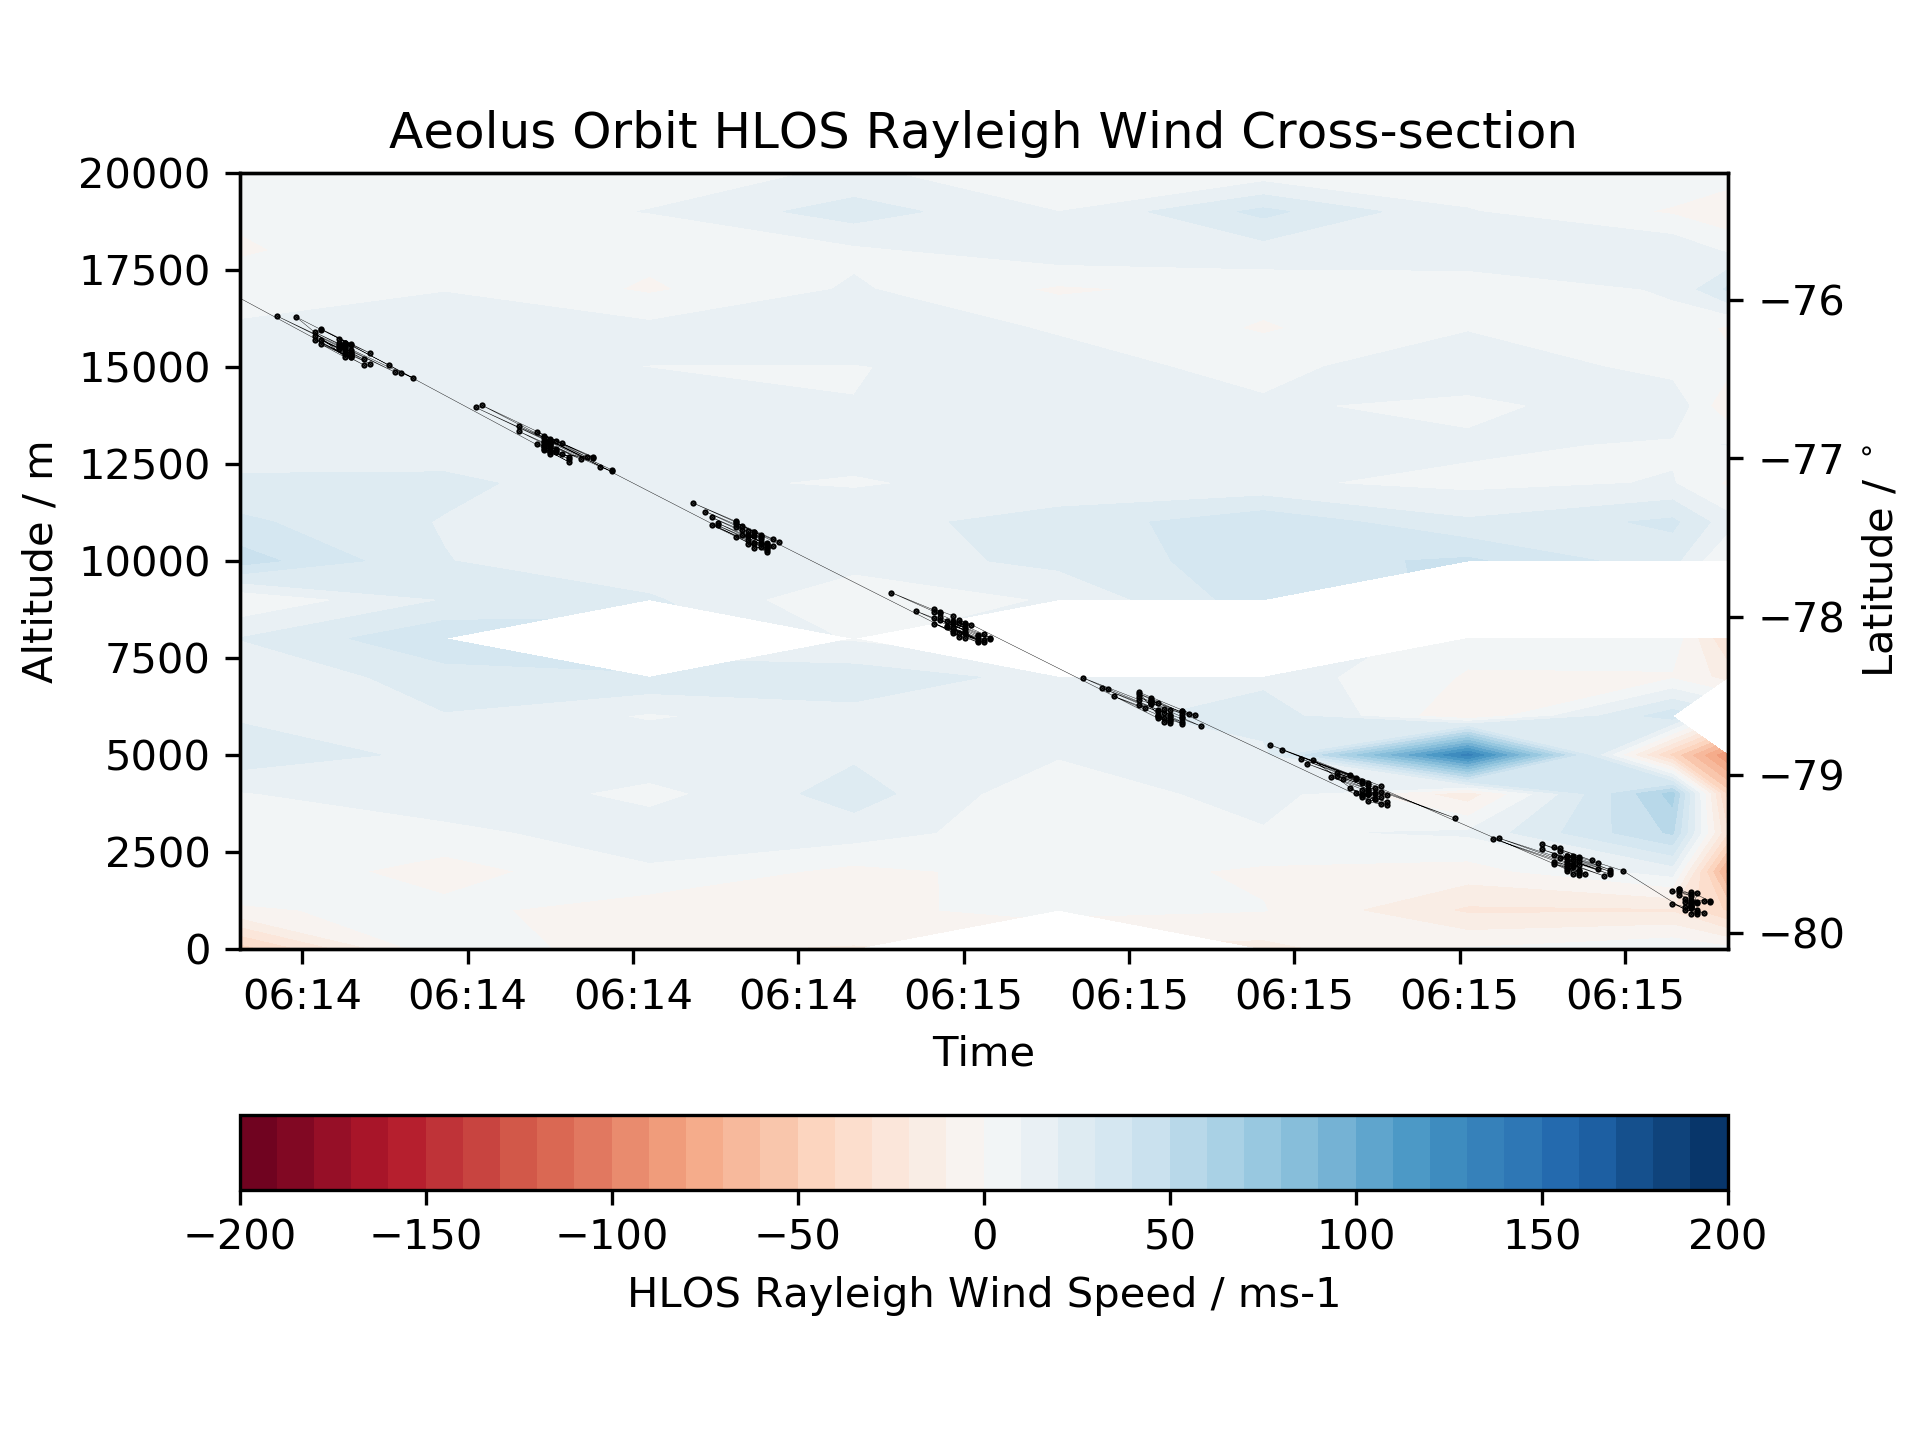 Aeolus Orbit HLOS Rayleigh Wind Cross-section
20000
17500
15000
12500
10000
7500
5000
2500
0
Altitude / m
−76
−77
−78
−79
−80
Latitude / °
06:14 06:14 06:14 06:14 06:15 06:15 06:15 06:15 06:15
Time
−200 −150 −100 −50 0 50 100 150 200
HLOS Rayleigh Wind Speed / ms-1